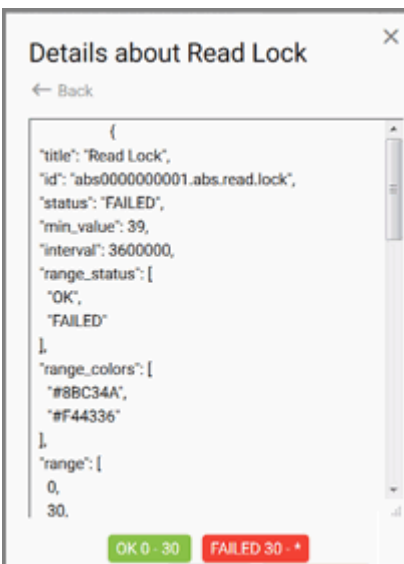 Details about Read Lock
← Back
{
"title": "Read Lock",
"id": "abs0000000001.abs.read.lock",
"status": "FAILED",
"min_value": 39,
"interval": 3600000,
"range_status": [
"OK",
"FAILED"
],
"range_colors": [
"#8BC34A",
"#F44336"
],
"range": [
0,
30,
OK 0 - 30 FAILED 30 - *